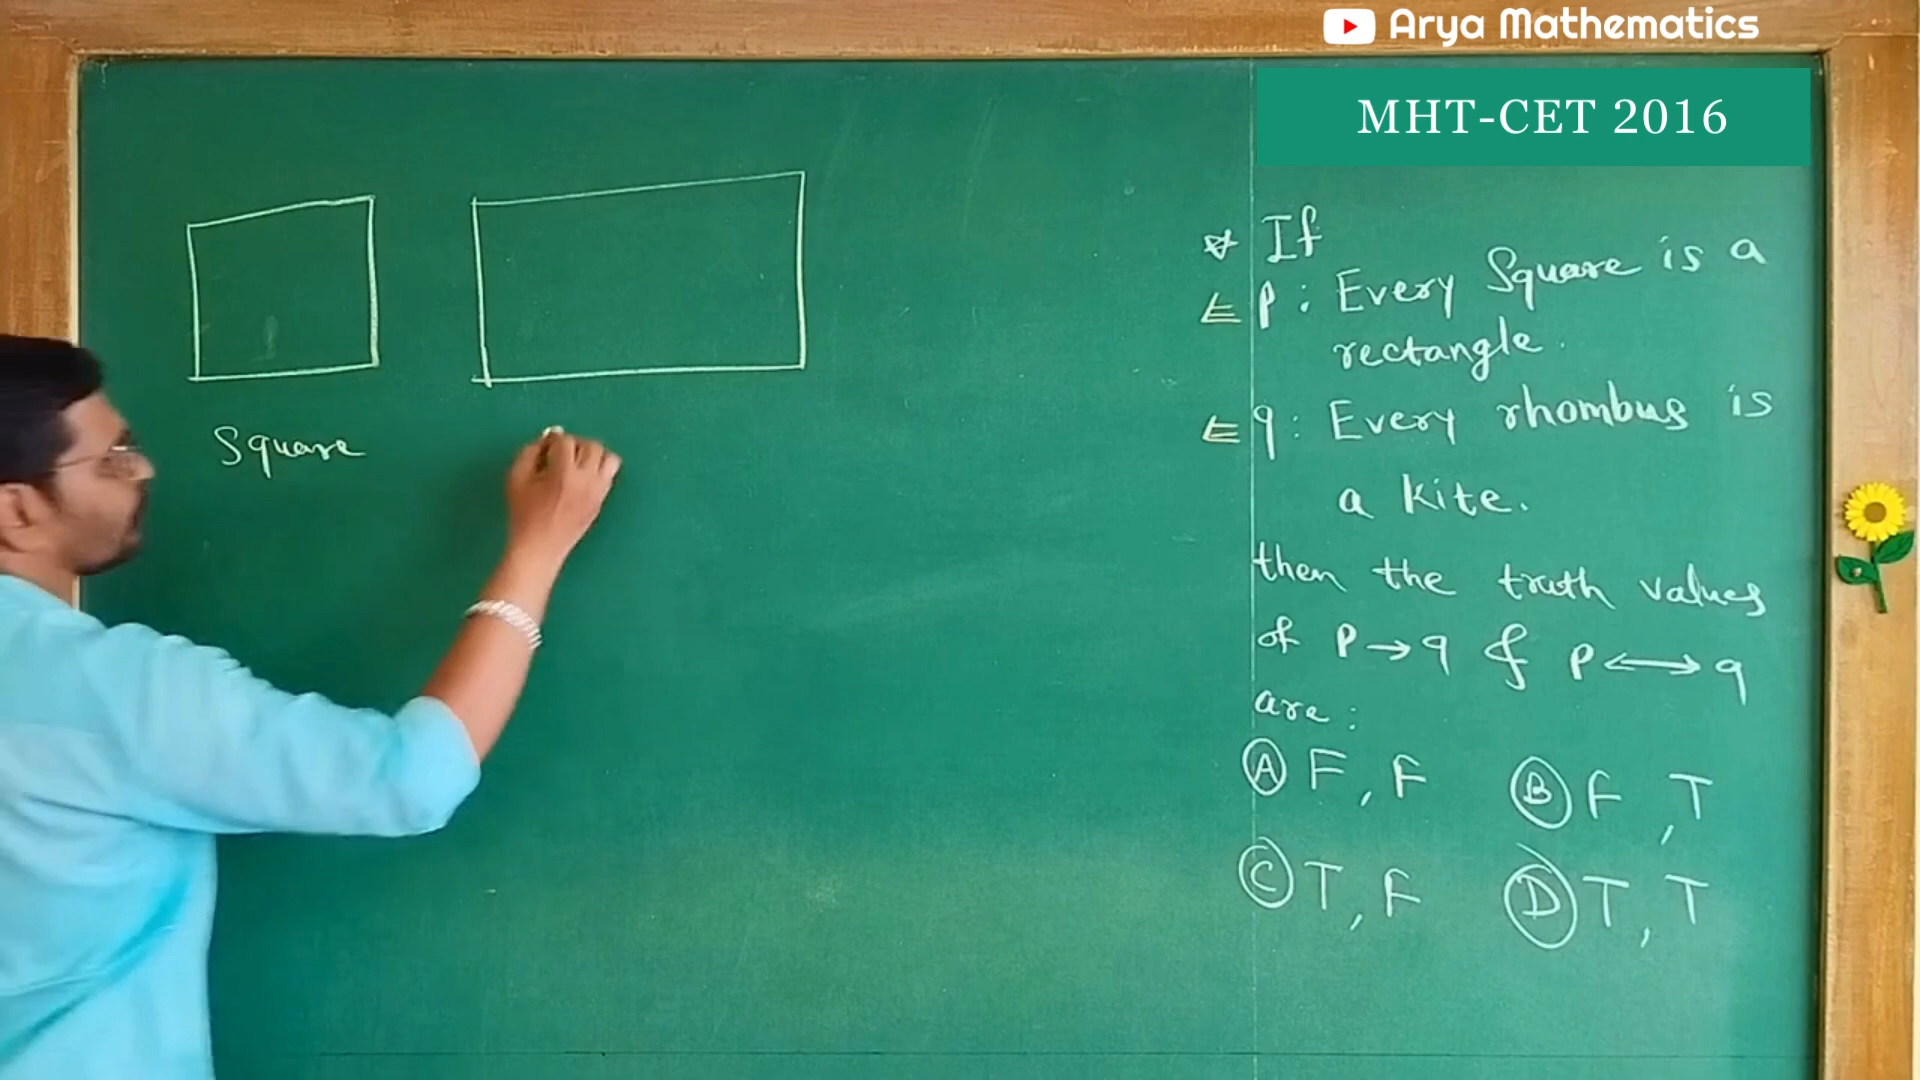 Arya Mathematics
MHT-CET 2016
* If
p : Every Square is a
rectangle.
q : Every rhombus is
a kite.
then the truth values
of p → q & p ↔ q
are :
(A) F, F (B) F, T
(C) T, F (D) T, T
Square